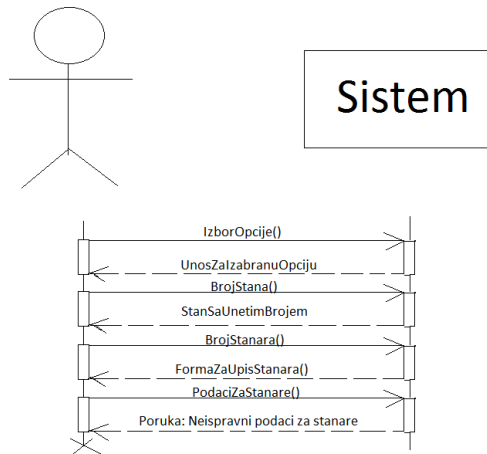 Sistem
IzborOpcije()
UnosZaIzabranuOpciju
BrojStana()
StanSaUnetimBrojem
BrojStanara()
FormaZaUpisStanara()
PodaciZaStanare()
Poruka: Neispravni podaci za stanare